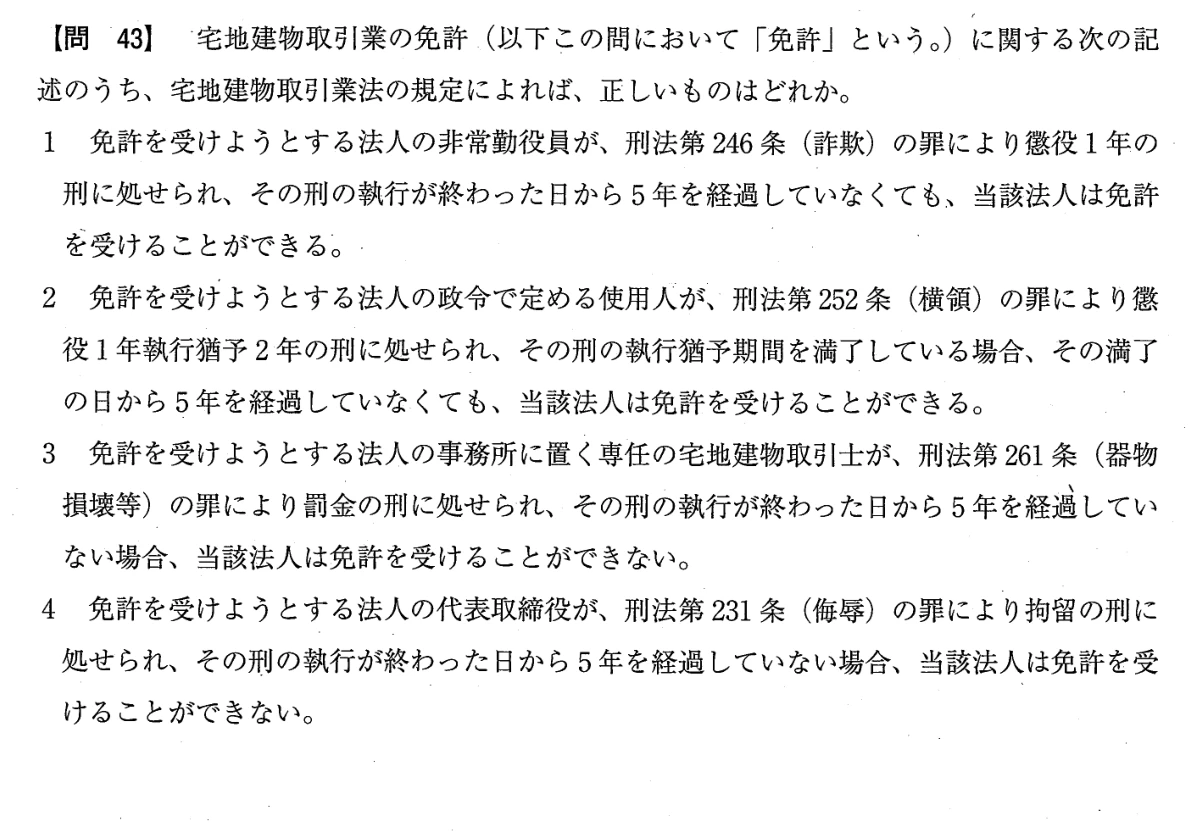 【問 43】 宅地建物取引業の免許（以下この問において「免許」という。）に関する次の記
述のうち、宅地建物取引業法の規定によれば、正しいものはどれか。
1 免許を受けようとする法人の非常勤役員が、刑法第246条（詐欺）の罪により懲役1年の
刑に処せられ、その刑の執行が終わった日から5年を経過していなくても、当該法人は免許
を受けることができる。
2 免許を受けようとする法人の政令で定める使用人が、刑法第252条（横領）の罪により懲
役1年執行猶予2年の刑に処せられ、その刑の執行猶予期間を満了している場合、その満了
の日から5年を経過していなくても、当該法人は免許を受けることができる。
3 免許を受けようとする法人の事務所に置く専任の宅地建物取引士が、刑法第261条（器物
損壊等）の罪により罰金の刑に処せられ、その刑の執行が終わった日から5年を経過してい
ない場合、当該法人は免許を受けることができない。
4 免許を受けようとする法人の代表取締役が、刑法第231条（侮辱）の罪により拘留の刑に
処せられ、その刑の執行が終わった日から5年を経過していない場合、当該法人は免許を受
けることができない。